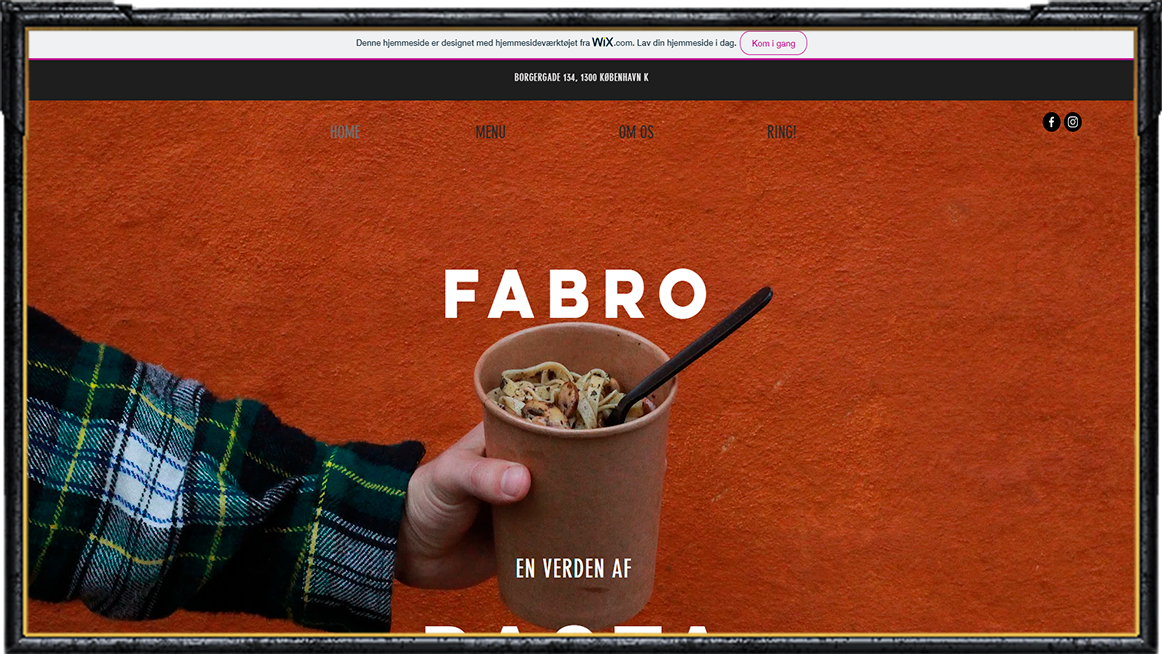 Denne hjemmeside er designet med hjemmesideværktøjet fra WiX.com. Lav din hjemmeside i dag. Kom i gang
BORGERGADE 134, 1300 KØBENHAVN K
HOME MENU OM OS RING!
FABRO
EN VERDEN AF
PASTA